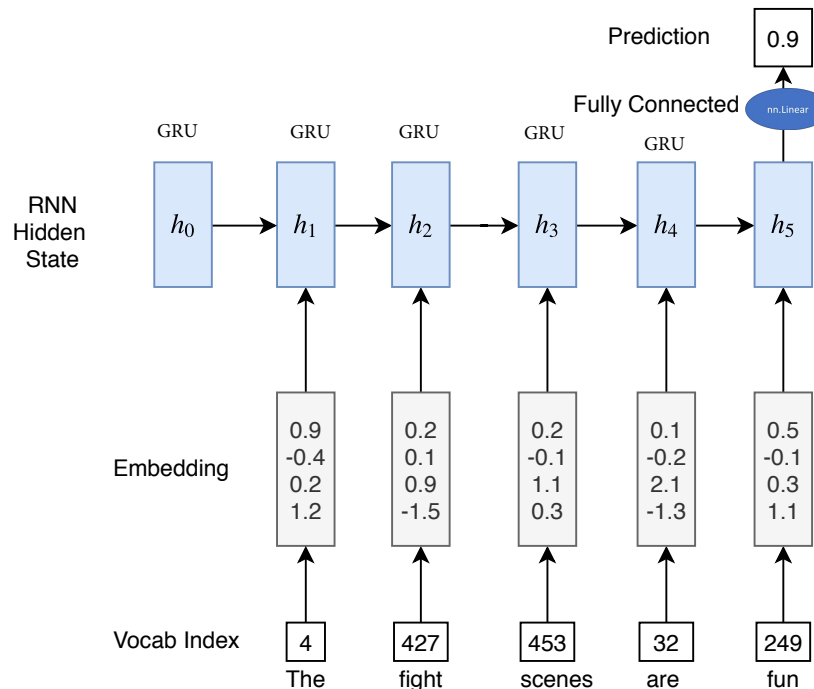 Prediction 0.9
Fully Connected nn.Linear
GRU GRU GRU GRU GRU
RNN
Hidden
State
h0 h1 h2 h3 h4 h5
Embedding
0.9 0.2 0.2 0.1 0.5
-0.4 0.1 -0.1 -0.2 -0.1
0.2 0.9 1.1 2.1 0.3
1.2 -1.5 0.3 -1.3 1.1
Vocab Index 4 427 453 32 249
The fight scenes are fun